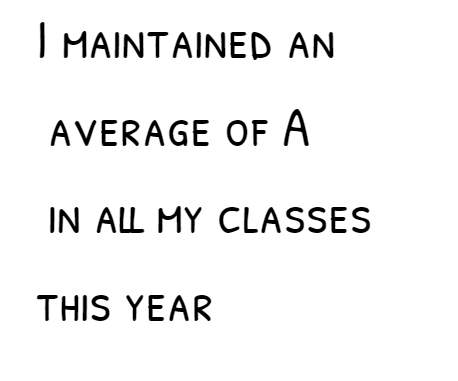 I maintained an
average of A
in all my classes
this year